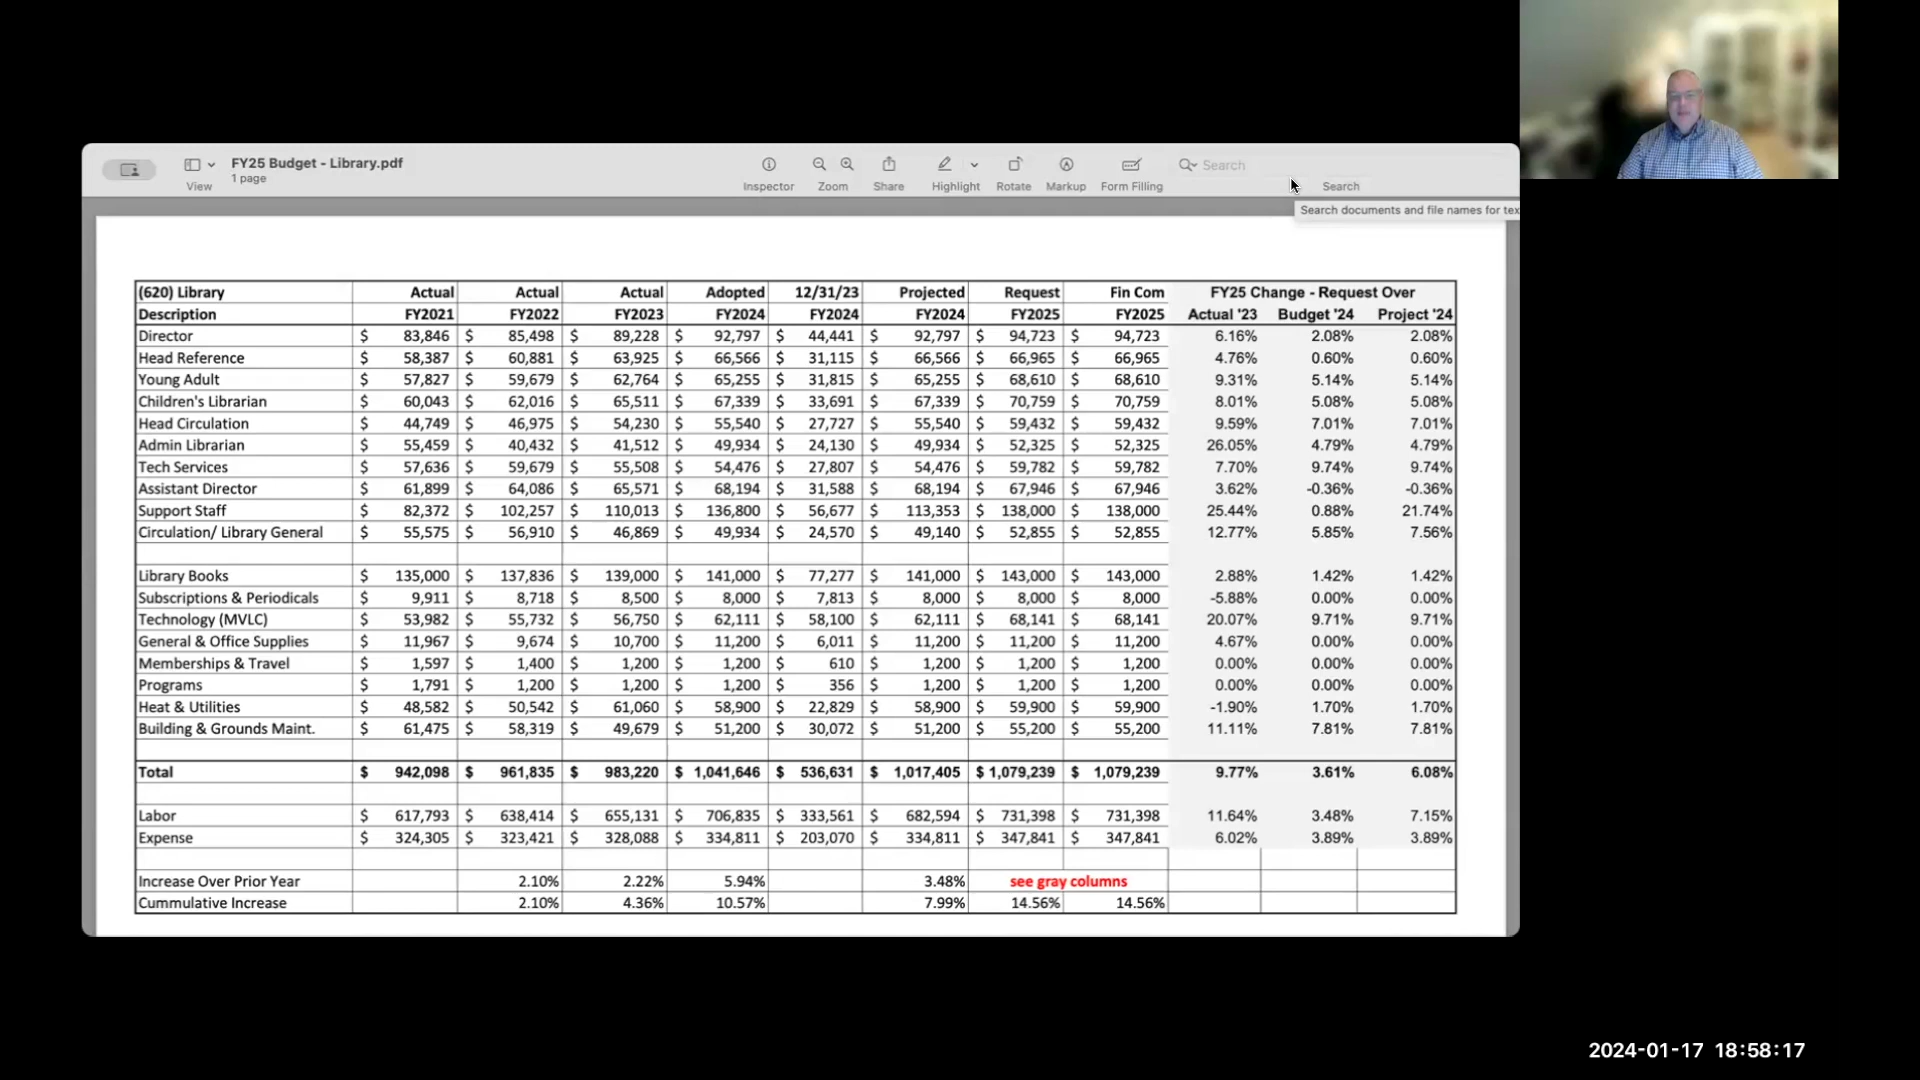 FY25 Budget - Library.pdf
1 page
View
Inspector
Zoom
Share
Highlight
Rotate
Markup
Form Filling
Search
Search
Search documents and file names for tex
(620) Library Actual Actual Actual Adopted 12/31/23 Projected Request Fin Com FY25 Change - Request Over
Description FY2021 FY2022 FY2023 FY2024 FY2024 FY2024 FY2025 FY2025 Actual '23 Budget '24 Project '24
Director $ 83,846 $ 85,498 $ 89,228 $ 92,797 $ 44,441 $ 92,797 $ 94,723 $ 94,723 6.16% 2.08% 2.08%
Head Reference $ 58,387 $ 60,881 $ 63,925 $ 66,566 $ 31,115 $ 66,566 $ 66,965 $ 66,965 4.76% 0.60% 0.60%
Young Adult $ 57,827 $ 59,679 $ 62,764 $ 65,255 $ 31,815 $ 65,255 $ 68,610 $ 68,610 9.31% 5.14% 5.14%
Children's Librarian $ 60,043 $ 62,016 $ 65,511 $ 67,339 $ 33,691 $ 67,339 $ 70,759 $ 70,759 8.01% 5.08% 5.08%
Head Circulation $ 44,749 $ 46,975 $ 54,230 $ 55,540 $ 27,727 $ 55,540 $ 59,432 $ 59,432 9.59% 7.01% 7.01%
Admin Librarian $ 55,459 $ 40,432 $ 41,512 $ 49,934 $ 24,130 $ 49,934 $ 52,325 $ 52,325 26.05% 4.79% 4.79%
Tech Services $ 57,636 $ 59,679 $ 55,508 $ 54,476 $ 27,807 $ 54,476 $ 59,782 $ 59,782 7.70% 9.74% 9.74%
Assistant Director $ 61,899 $ 64,086 $ 65,571 $ 68,194 $ 31,588 $ 68,194 $ 67,946 $ 67,946 3.62% -0.36% -0.36%
Support Staff $ 82,372 $ 102,257 $ 110,013 $ 136,800 $ 56,677 $ 113,353 $ 138,000 $ 138,000 25.44% 0.88% 21.74%
Circulation/ Library General $ 55,575 $ 56,910 $ 46,869 $ 49,934 $ 24,570 $ 49,140 $ 52,855 $ 52,855 12.77% 5.85% 7.56%
Library Books $ 135,000 $ 137,836 $ 139,000 $ 141,000 $ 77,277 $ 141,000 $ 143,000 $ 143,000 2.88% 1.42% 1.42%
Subscriptions & Periodicals $ 9,911 $ 8,718 $ 8,500 $ 8,000 $ 7,813 $ 8,000 $ 8,000 $ 8,000 -5.88% 0.00% 0.00%
Technology (MVLC) $ 53,982 $ 55,732 $ 56,750 $ 62,111 $ 58,100 $ 62,111 $ 68,141 $ 68,141 20.07% 9.71% 9.71%
General & Office Supplies $ 11,967 $ 9,674 $ 10,700 $ 11,200 $ 6,011 $ 11,200 $ 11,200 $ 11,200 4.67% 0.00% 0.00%
Memberships & Travel $ 1,597 $ 1,400 $ 1,200 $ 1,200 $ 610 $ 1,200 $ 1,200 $ 1,200 0.00% 0.00% 0.00%
Programs $ 1,791 $ 1,200 $ 1,200 $ 1,200 $ 356 $ 1,200 $ 1,200 $ 1,200 0.00% 0.00% 0.00%
Heat & Utilities $ 48,582 $ 50,542 $ 61,060 $ 58,900 $ 22,829 $ 58,900 $ 59,900 $ 59,900 -1.90% 1.70% 1.70%
Building & Grounds Maint. $ 61,475 $ 58,319 $ 49,679 $ 51,200 $ 30,072 $ 51,200 $ 55,200 $ 55,200 11.11% 7.81% 7.81%
Total $ 942,098 $ 961,835 $ 983,220 $ 1,041,646 $ 536,631 $ 1,017,405 $ 1,079,239 $ 1,079,239 9.77% 3.61% 6.08%
Labor $ 617,793 $ 638,414 $ 655,131 $ 706,835 $ 333,561 $ 682,594 $ 731,398 $ 731,398 11.64% 3.48% 7.15%
Expense $ 324,305 $ 323,421 $ 328,088 $ 334,811 $ 203,070 $ 334,811 $ 347,841 $ 347,841 6.02% 3.89% 3.89%
Increase Over Prior Year 2.10% 2.22% 5.94% 3.48% see gray columns
Cummulative Increase 2.10% 4.36% 10.57% 7.99% 14.56% 14.56%
2024-01-17 18:58:17